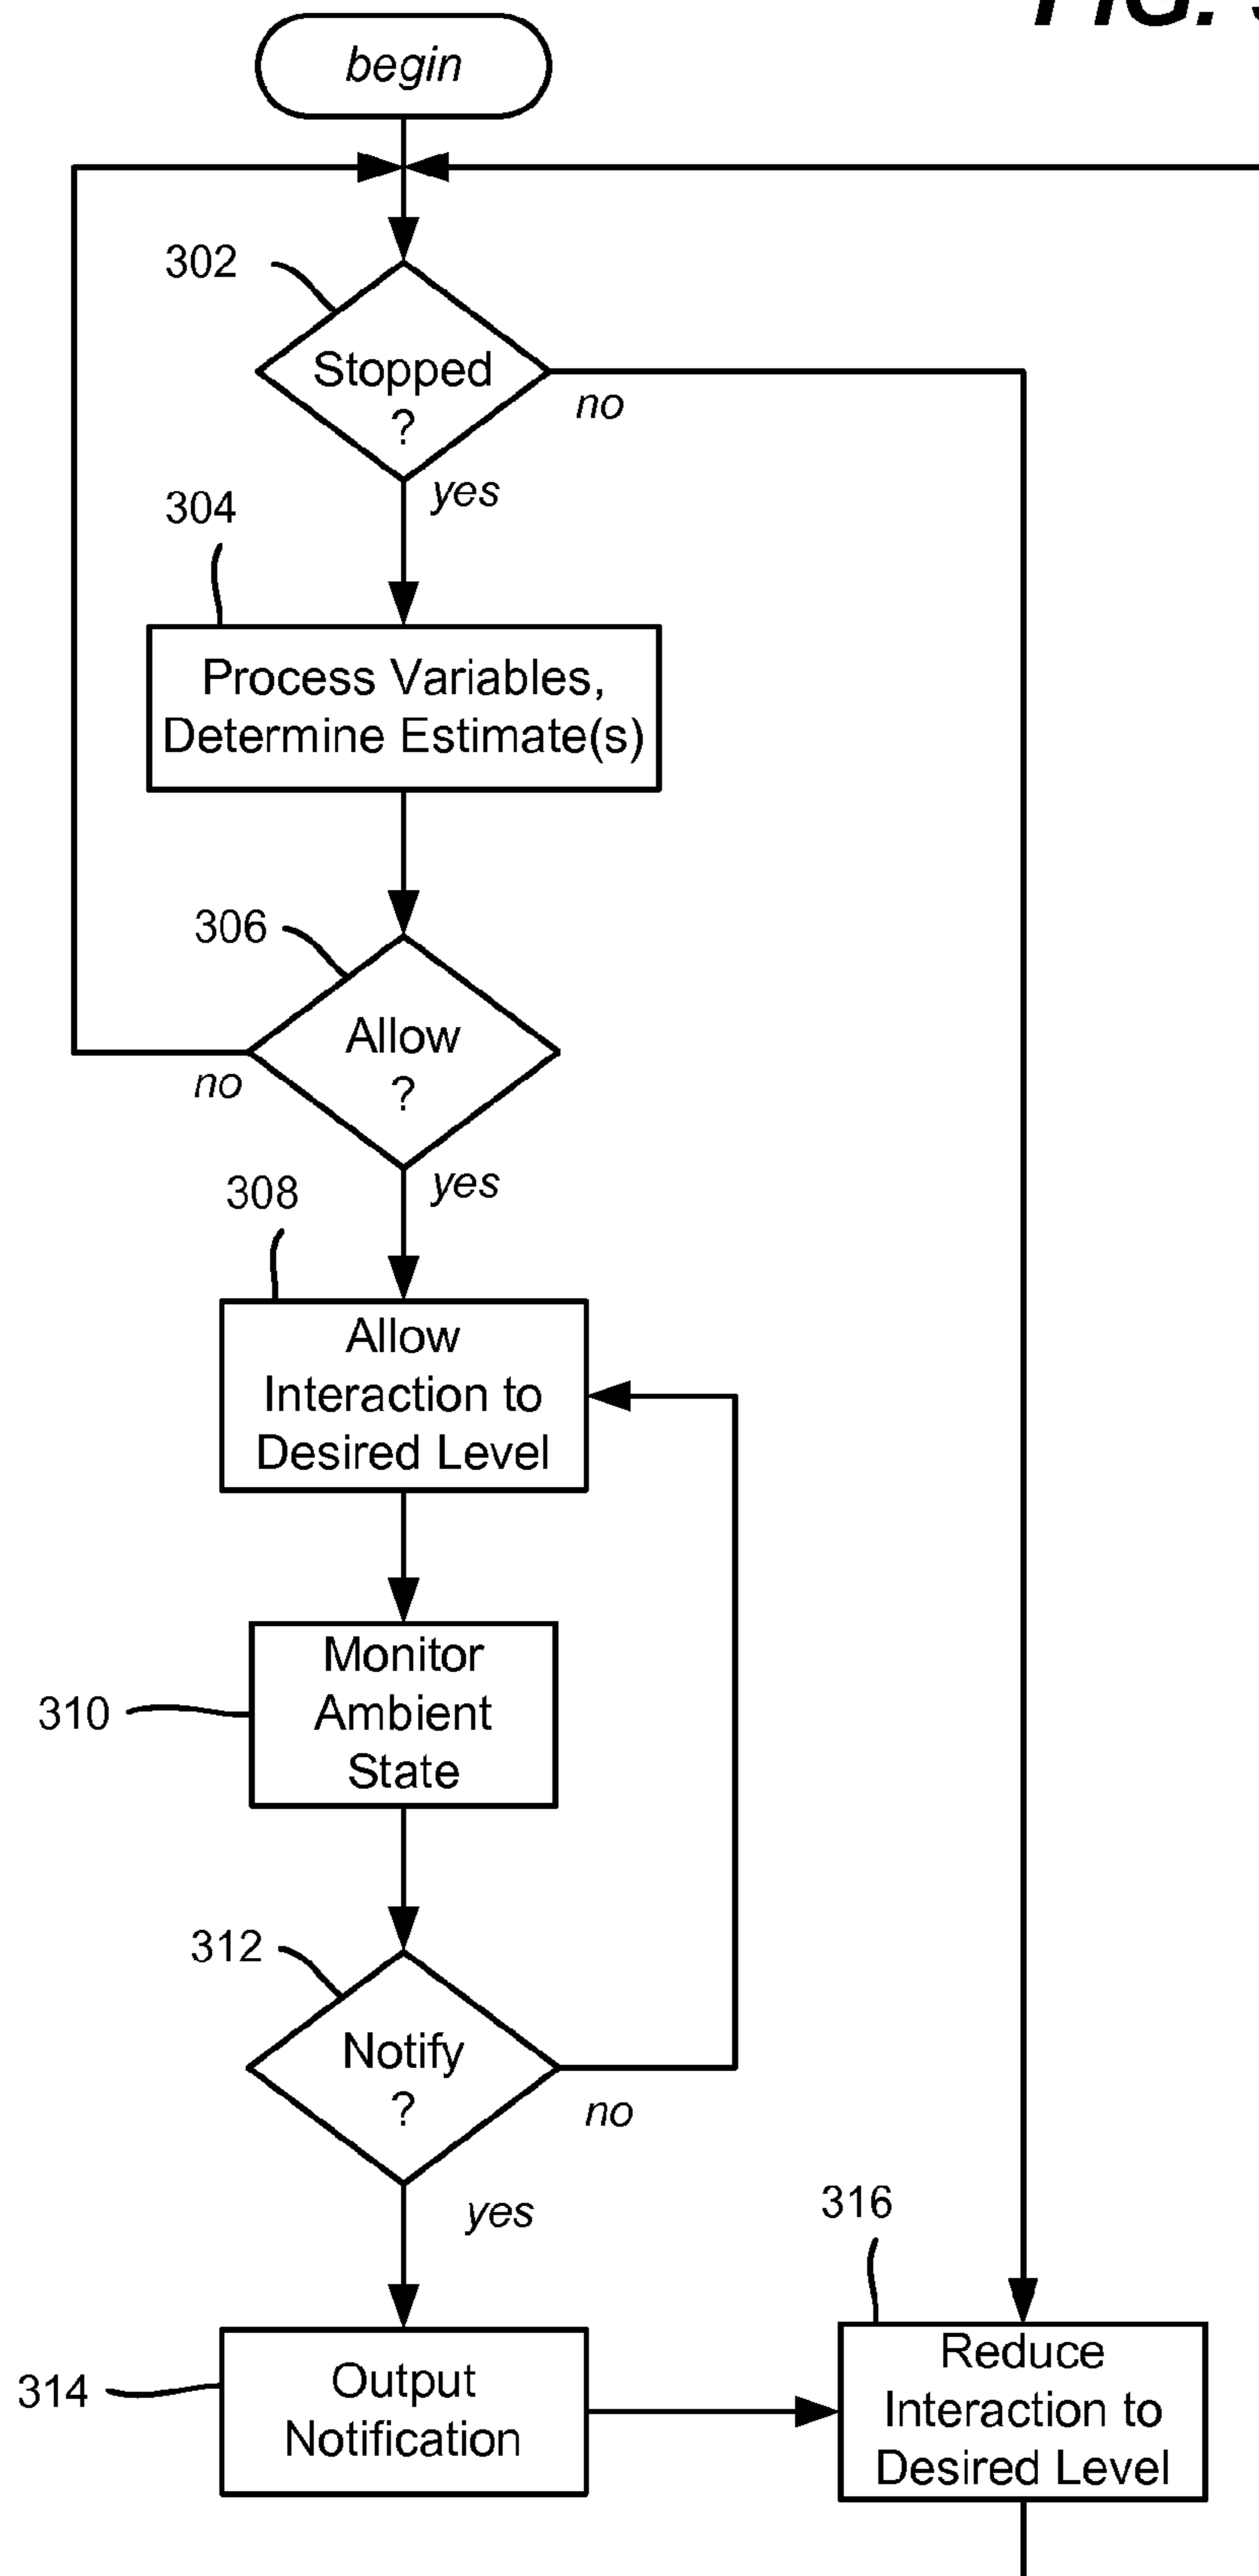 FIG.
begin
302
Stopped
?
no
yes
304
Process Variables,
Determine Estimate(s)
306
Allow
?
no
yes
308
Allow
Interaction to
Desired Level
310
Monitor
Ambient
State
312
Notify
?
no
yes
316
314
Output
Notification
Reduce
Interaction to
Desired Level